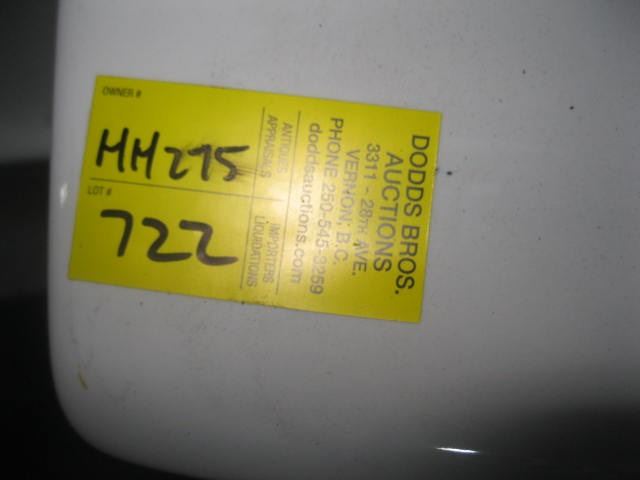 DODDS BROS.
AUCTIONS
3311 - 28TH AVE.
VERNON, B.C.
PHONE 250-545-3259
doddsauctions.com
ANTIQUES IMPORTERS
APPRAISALS LIQUIDATIONS
OWNER #
HH275
LOT #
722